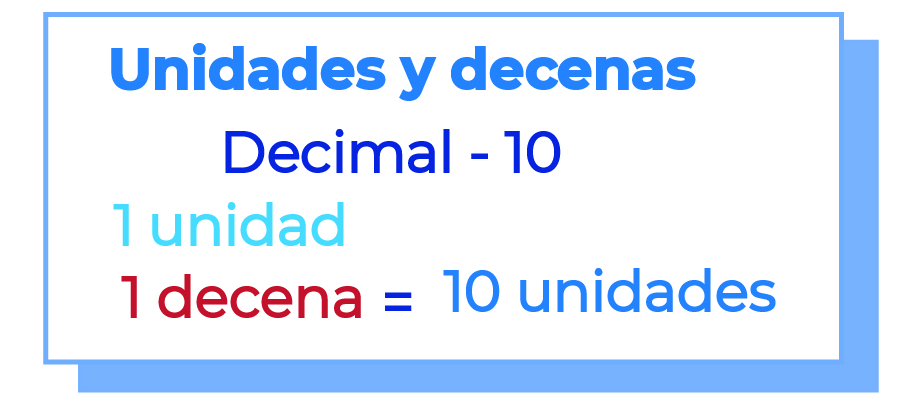 Unidades y decenas
Decimal - 10
1 unidad
1 decena = 10 unidades